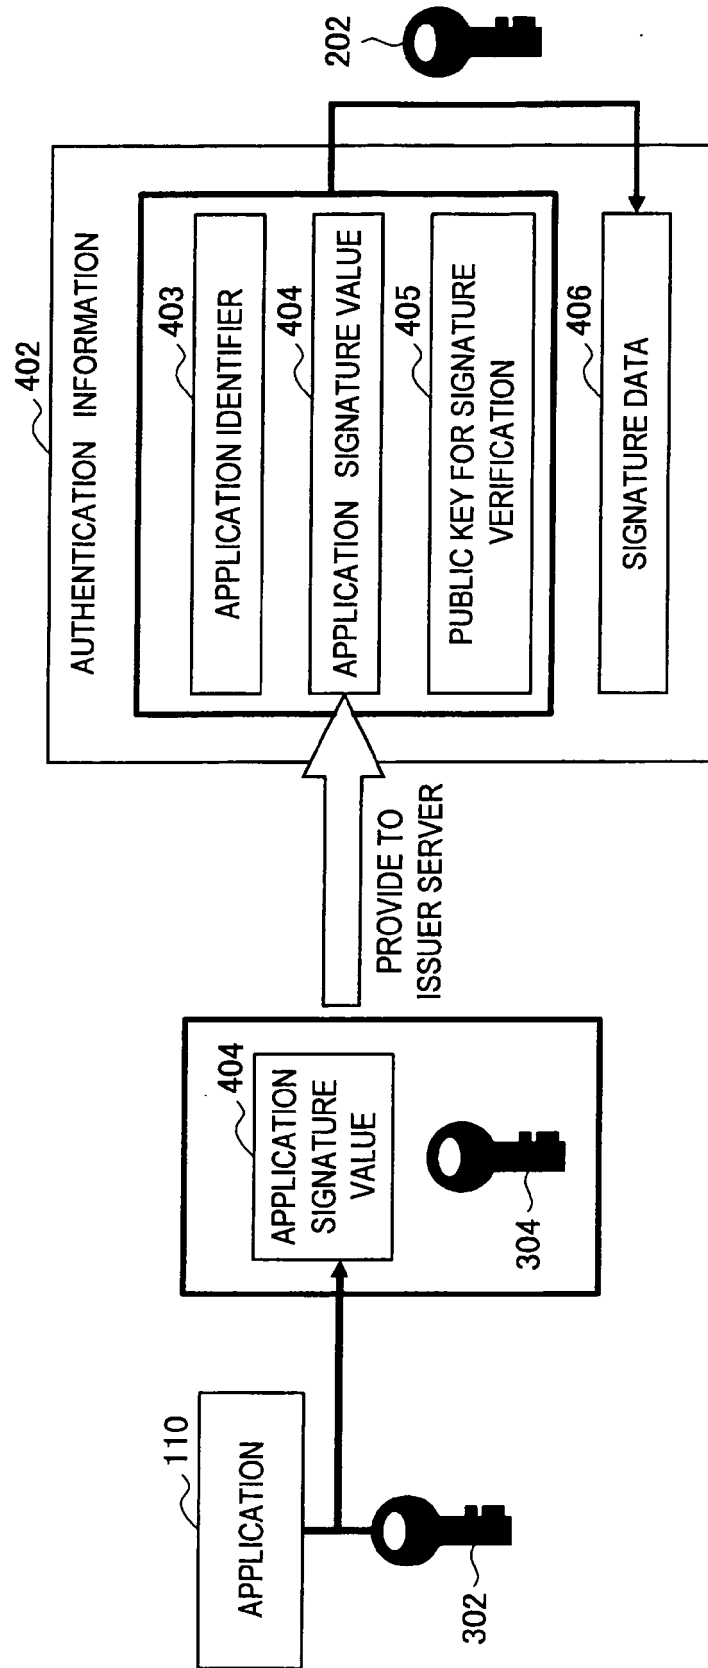 110
APPLICATION
302
404
APPLICATION
SIGNATURE
VALUE
304
PROVIDE TO
ISSUER SERVER
402
AUTHENTICATION INFORMATION
403
APPLICATION IDENTIFIER
404
APPLICATION SIGNATURE VALUE
405
PUBLIC KEY FOR SIGNATURE
VERIFICATION
406
SIGNATURE DATA
202